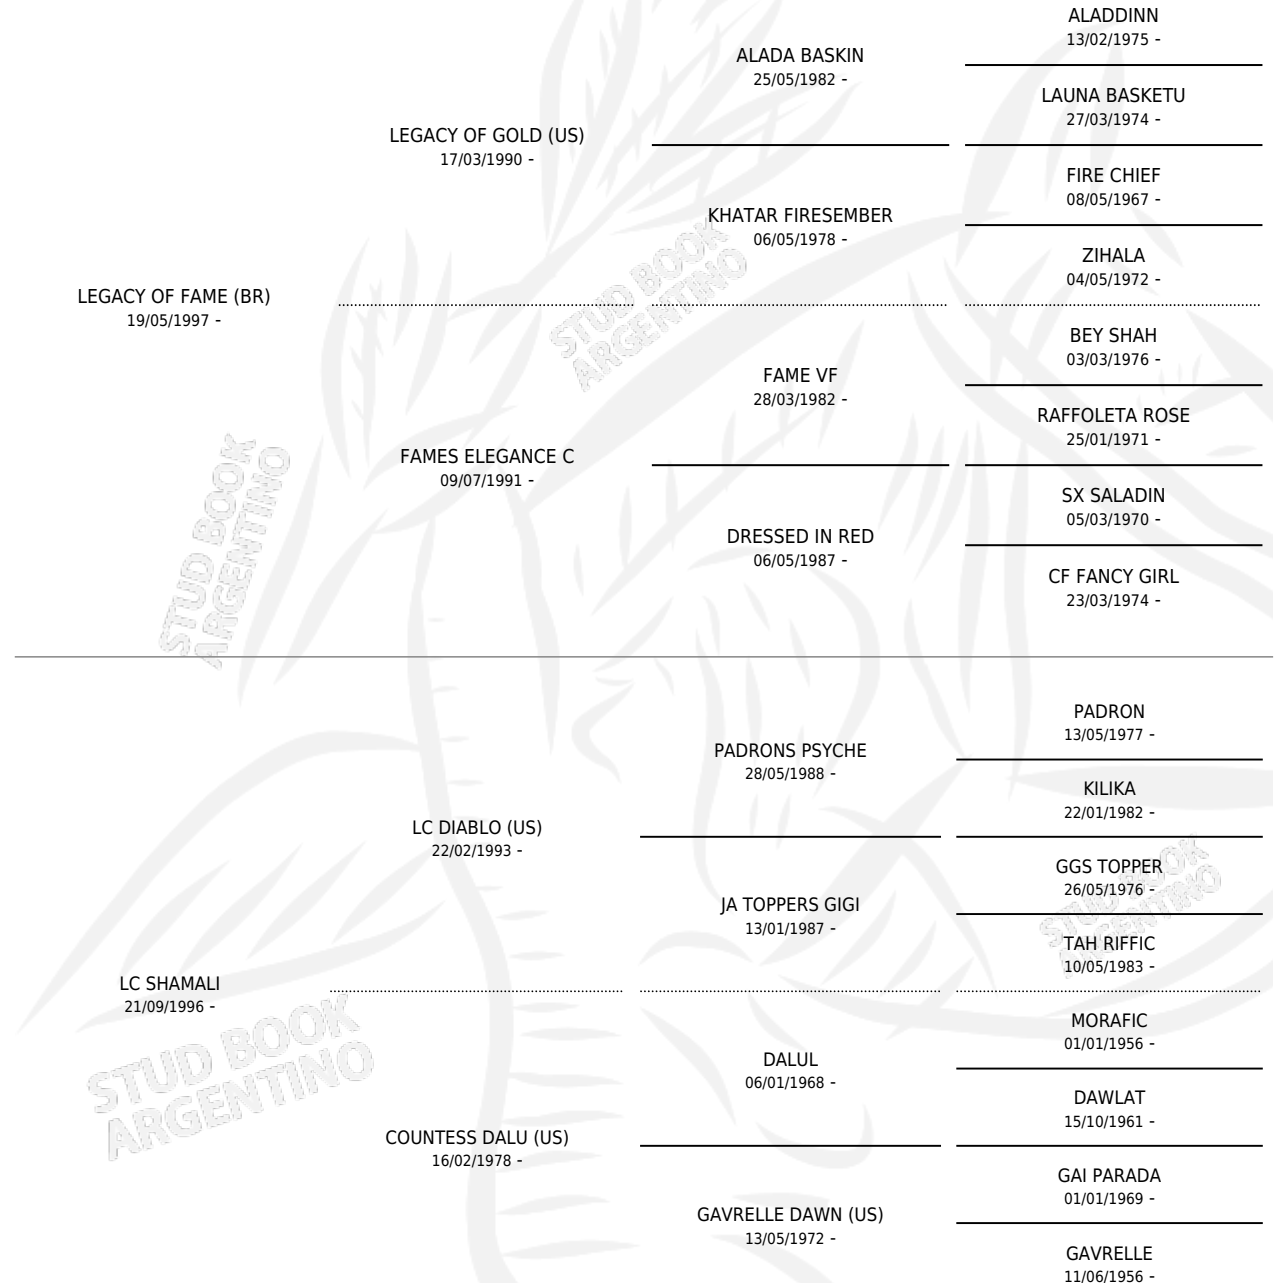 ALADDINN
13/02/1975 -
ALADA BASKIN
25/05/1982 -
LAUNA BASKETU
27/03/1974 -
LEGACY OF GOLD (US)
17/03/1990 -
FIRE CHIEF
08/05/1967 -
KHATAR FIRESEMBER
06/05/1978 -
ZIHALA
04/05/1972 -
LEGACY OF FAME (BR)
19/05/1997 -
BEY SHAH
03/03/1976 -
FAME VF
28/03/1982 -
RAFFOLETA ROSE
25/01/1971 -
FAMES ELEGANCE C
09/07/1991 -
SX SALADIN
05/03/1970 -
DRESSED IN RED
06/05/1987 -
CF FANCY GIRL
23/03/1974 -
PADRON
13/05/1977 -
PADRONS PSYCHE
28/05/1988 -
KILIKA
22/01/1982 -
LC DIABLO (US)
22/02/1993 -
GGS TOPPER
26/05/1976 -
JA TOPPERS GIGI
13/01/1987 -
TAH RIFFIC
10/05/1983 -
LC SHAMALI
21/09/1996 -
MORAFIC
01/01/1956 -
DALUL
06/01/1968 -
DAWLAT
15/10/1961 -
COUNTESS DALU (US)
16/02/1978 -
GAI PARADA
01/01/1969 -
GAVRELLE DAWN (US)
13/05/1972 -
GAVRELLE
11/06/1956 -
STUD BOOK
ARGENTINO
STUD BOOK
ARGENTINO
STUD BOOK
ARGENTINO
STUD BOOK
ARGENTINO